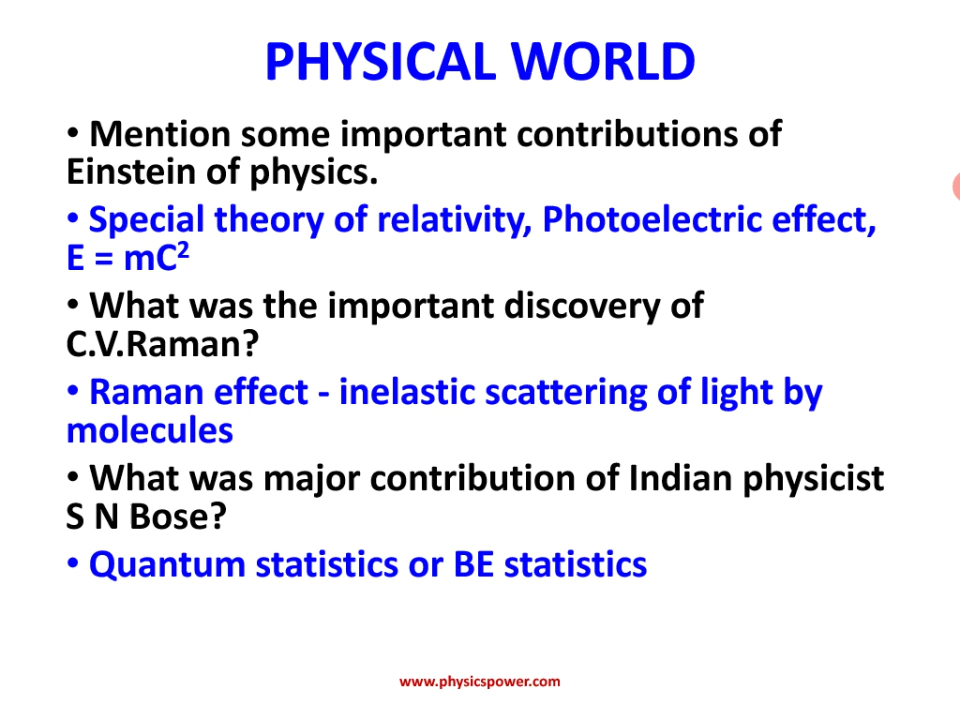 PHYSICAL WORLD
• Mention some important contributions of
Einstein of physics.
• Special theory of relativity, Photoelectric effect,
E = mC²
• What was the important discovery of
C.V.Raman?
• Raman effect - inelastic scattering of light by
molecules
• What was major contribution of Indian physicist
S N Bose?
• Quantum statistics or BE statistics
www.physicspower.com